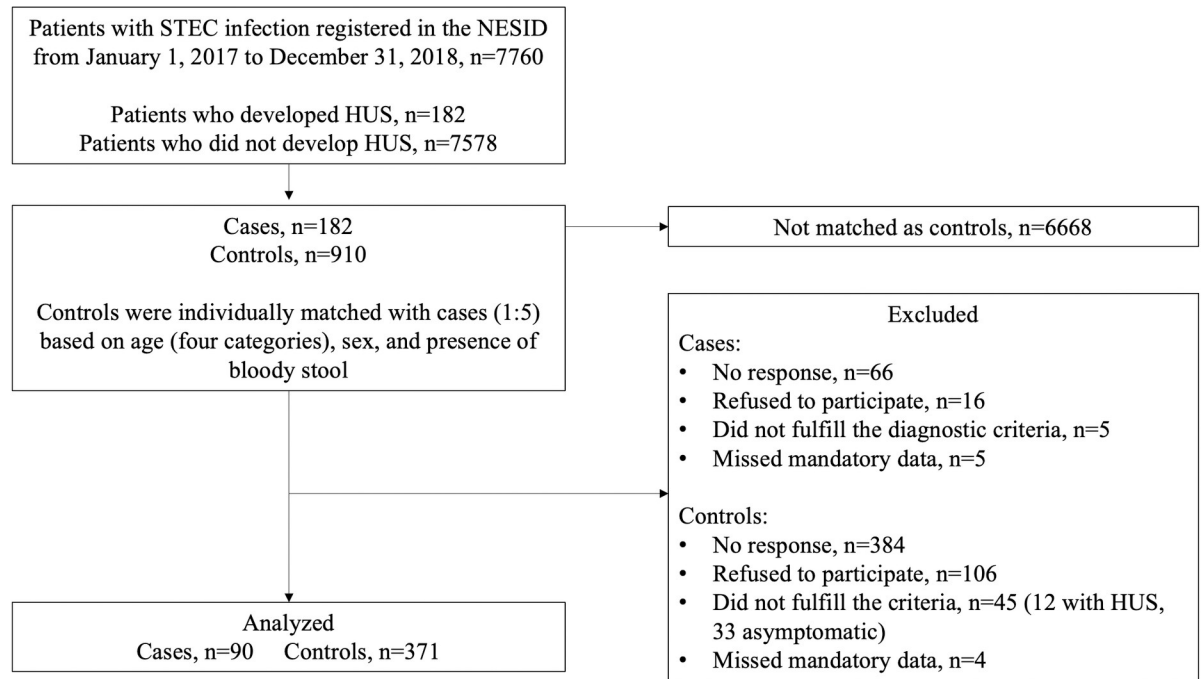 Patients with STEC infection registered in the NESID
from January 1, 2017 to December 31, 2018, n=7760
Patients who developed HUS, n=182
Patients who did not develop HUS, n=7578
Cases, n=182
Controls, n=910
Controls were individually matched with cases (1:5)
based on age (four categories), sex, and presence of
bloody stool
Not matched as controls, n=6668
Excluded
Cases:
• No response, n=66
• Refused to participate, n=16
• Did not fulfill the diagnostic criteria, n=5
• Missed mandatory data, n=5
Controls:
• No response, n=384
• Refused to participate, n=106
• Did not fulfill the criteria, n=45 (12 with HUS,
33 asymptomatic)
• Missed mandatory data, n=4
Analyzed
Cases, n=90 Controls, n=371